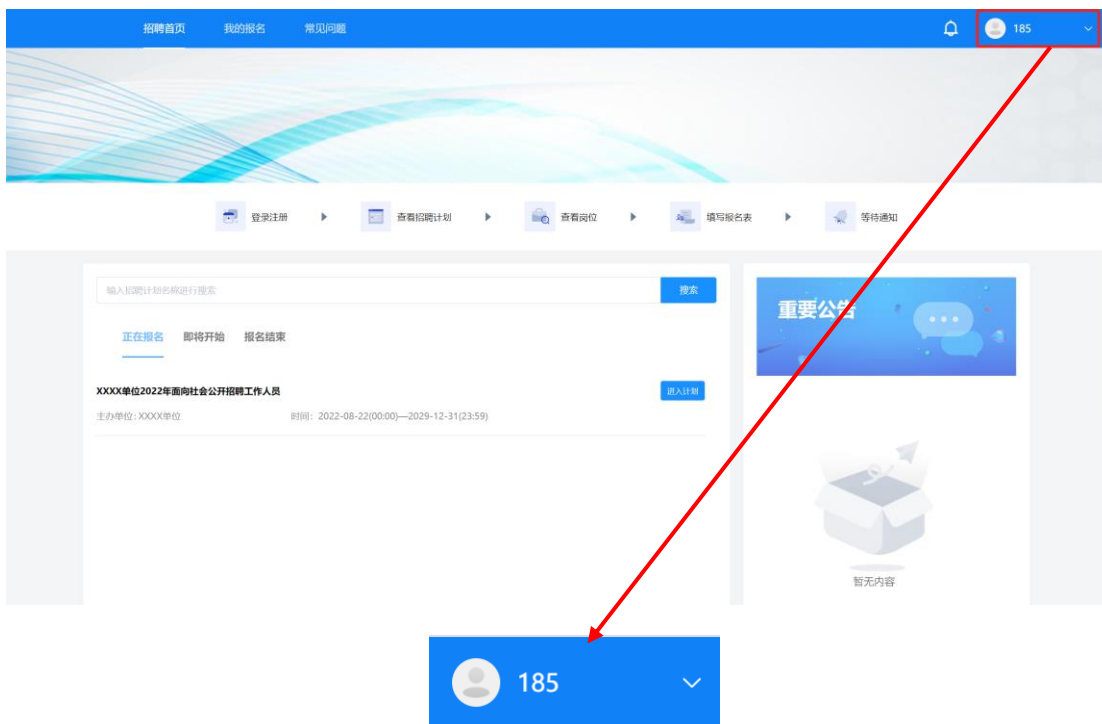 招聘首页 我的报名 常见问题 185
登录注册 查看招聘计划 查看岗位 填写报名表 等待通知
输入招聘计划名称进行搜索 搜索
重要公告
正在报名 即将开始 报名结束
XXXX单位2022年面向社会公开招聘工作人员 进入计划
主办单位: XXXX单位 时间: 2022-08-22(00:00)—2029-12-31(23:59)
暂无内容
185